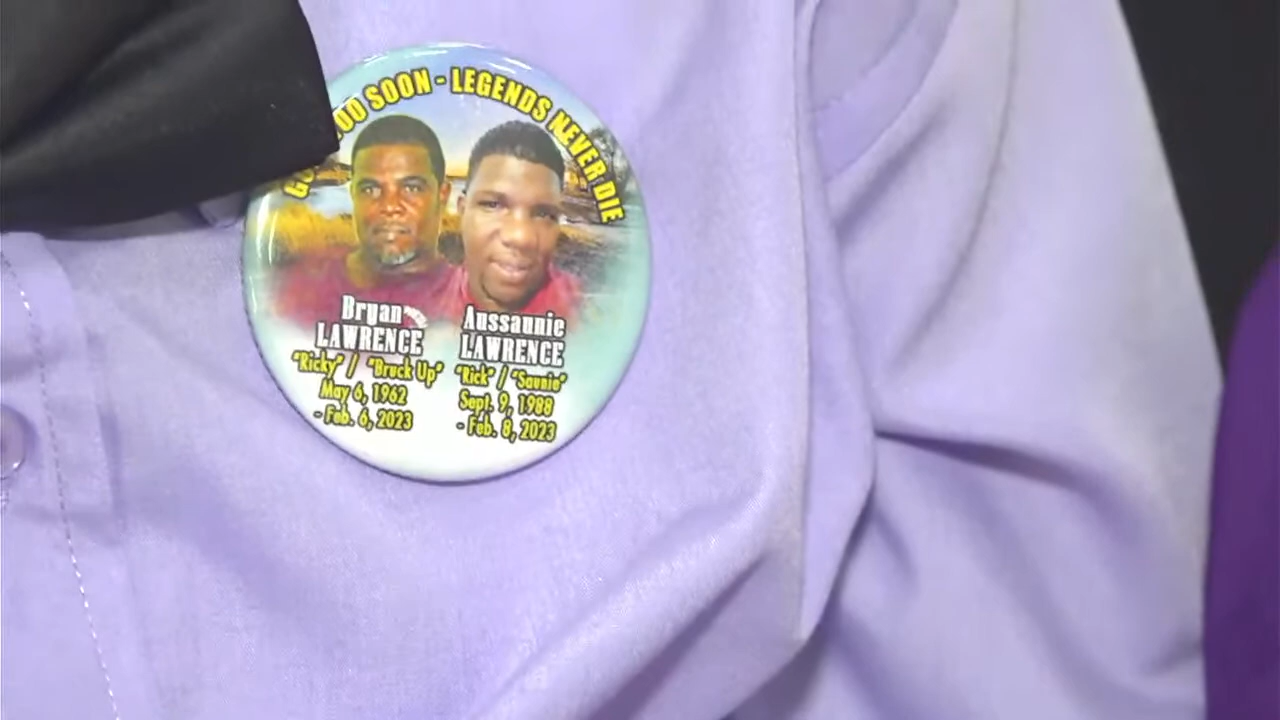 TOO SOON - LEGENDS NEVER DIE
Bryan
LAWRENCE
"Ricky" / "Bruck Up"
May 6, 1962
- Feb. 6, 2023
Aussaunie
LAWRENCE
"Rick" / "Saunie"
Sept. 9, 1988
- Feb. 8, 2023